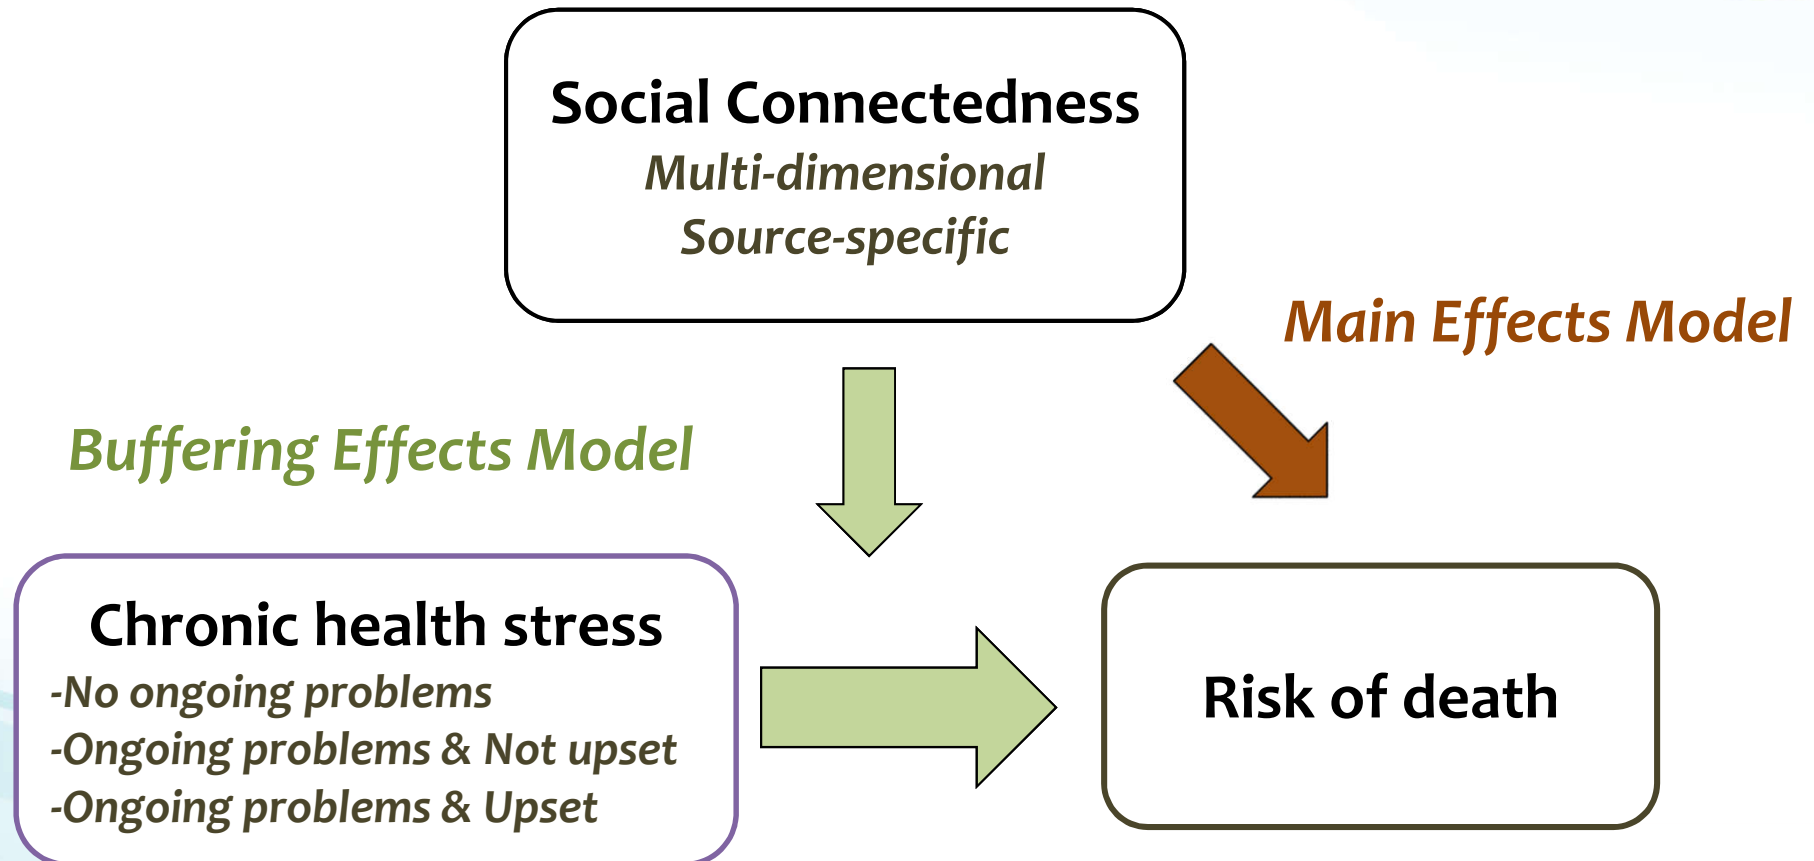 Social Connectedness
Multi-dimensional
Source-specific
Main Effects Model
Buffering Effects Model
Chronic health stress
-No ongoing problems
-Ongoing problems & Not upset
-Ongoing problems & Upset
Risk of death